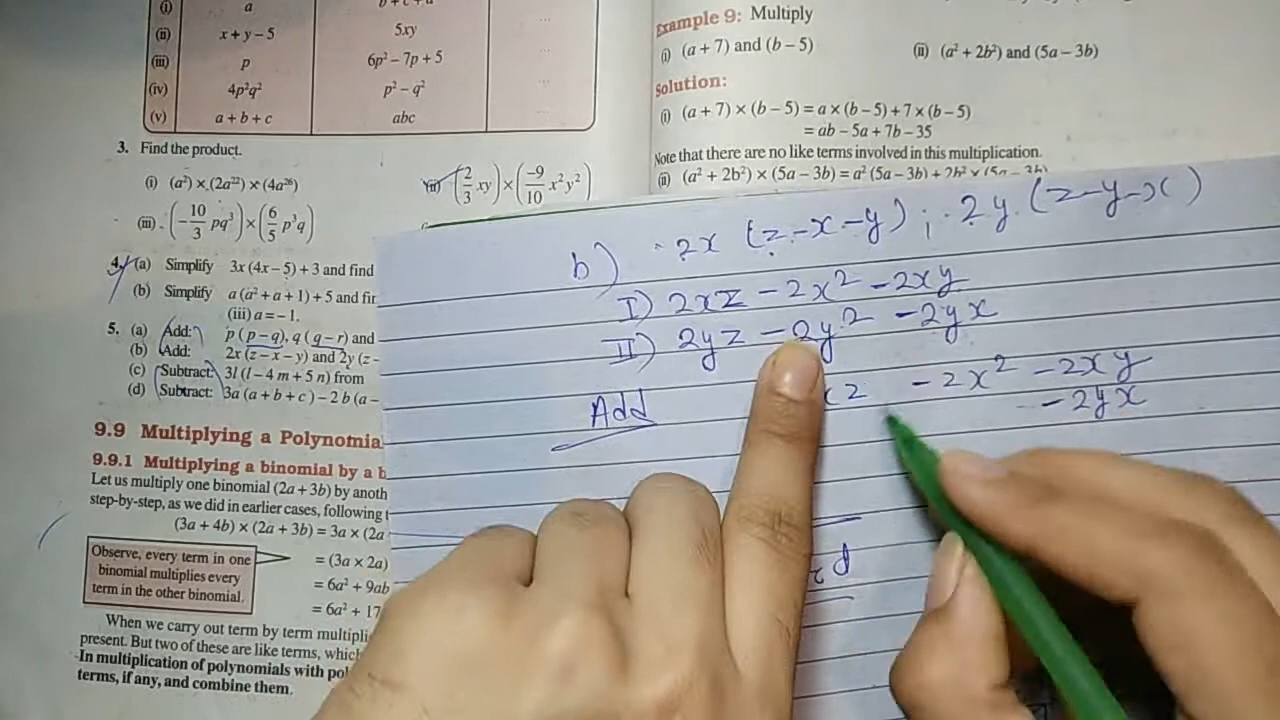 (i) a b + c + d
(ii) x + y – 5 5xy ...
(iii) p 6p² – 7p + 5 ...
(iv) 4p²q² p² – q² ...
(v) a + b + c abc ...
3. Find the product.
(i) (a²) × (2a²²) × (4a²⁶) (ii) (2/3 xy) × (-9/10 x²y²)
(iii) (-10/3 pq³) × (6/5 p³q)
4. (a) Simplify 3x (4x – 5) + 3 and find
(b) Simplify a (a² + a + 1) + 5 and
(iii) a = – 1.
5. (a) Add: p (p – q), q (q – r) and
(b) Add: 2x (z – x – y) and 2y (z –
(c) Subtract: 3l (l – 4 m + 5 n) from
(d) Subtract: 3a (a + b + c) – 2 b (a –
9.9 Multiplying a
9.9.1 Multiplying a binomial by a
Let us multiply one binomial (2a + 3b) by
step-by-step, as we did in earlier cases, following
(3a + 4b) × (2a + 3b) = 3a × (2a
Observe, every term in one
binomial multiplies every
term in the other binomial.
= (3a × 2a)
= 6a² + 9ab
= 6a² + 17
When we carry out term by term
present. But two of these are like terms,
In multiplication of polynomials with
terms, if any, and combine them.
Example 9: Multiply
(i) (a + 7) and (b – 5) (ii) (a² + 2b²) and (5a – 3b)
Solution:
(i) (a + 7) × (b – 5) = a × (b – 5) + 7 × (b – 5)
= ab – 5a + 7b – 35
Note that there are no like terms involved in this multiplication.
(ii) (a² + 2b²) × (5a – 3b) = a² (5a – 3b) + 2b² × (5a – 3b)
b) 2x (z – x – y) ; 2y (z – y – x)
I) 2xz – 2x² – 2xy
II) 2yz – 2y² – 2yx
Add – 2x² – 2xy
– 2yx